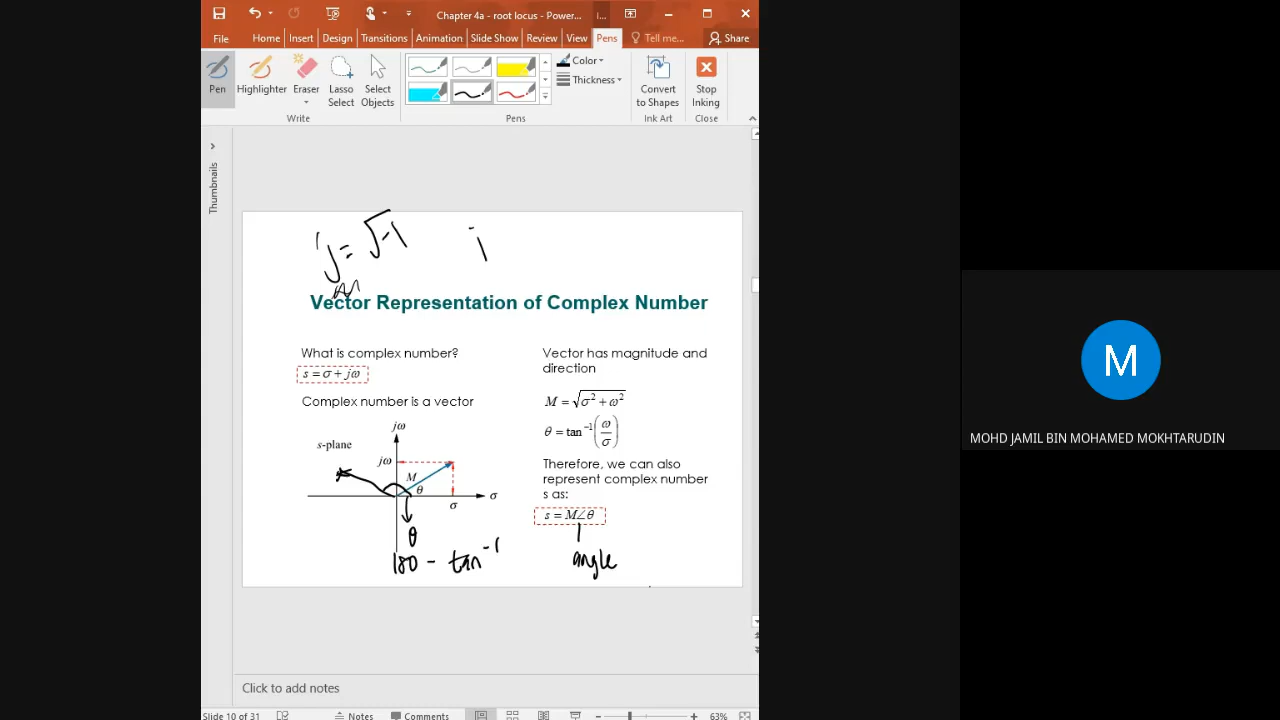 Chapter 4a - root locus - Power...
i...
File Home Insert Design Transitions Animation Slide Show Review View Pens Tell me... Share
Pen Highlighter Eraser Lasso Select Select Objects
Color
Thickness
Convert to Shapes
Stop Inking
Write Pens Ink Art Close
Thumbnails
j = √-1
i
Vector Representation of Complex Number
What is complex number?
s = σ + jω
Complex number is a vector
jω
s-plane
jω
M
θ
σ
σ
θ
180 - tan⁻¹
Vector has magnitude and
direction
M = √σ² + ω²
θ = tan⁻¹(ω/σ)
Therefore, we can also
represent complex number
s as:
s = M∠θ
angle
Click to add notes
Slide 10 of 31 Notes Comments 63%
M
MOHD JAMIL BIN MOHAMED MOKHTARUDIN